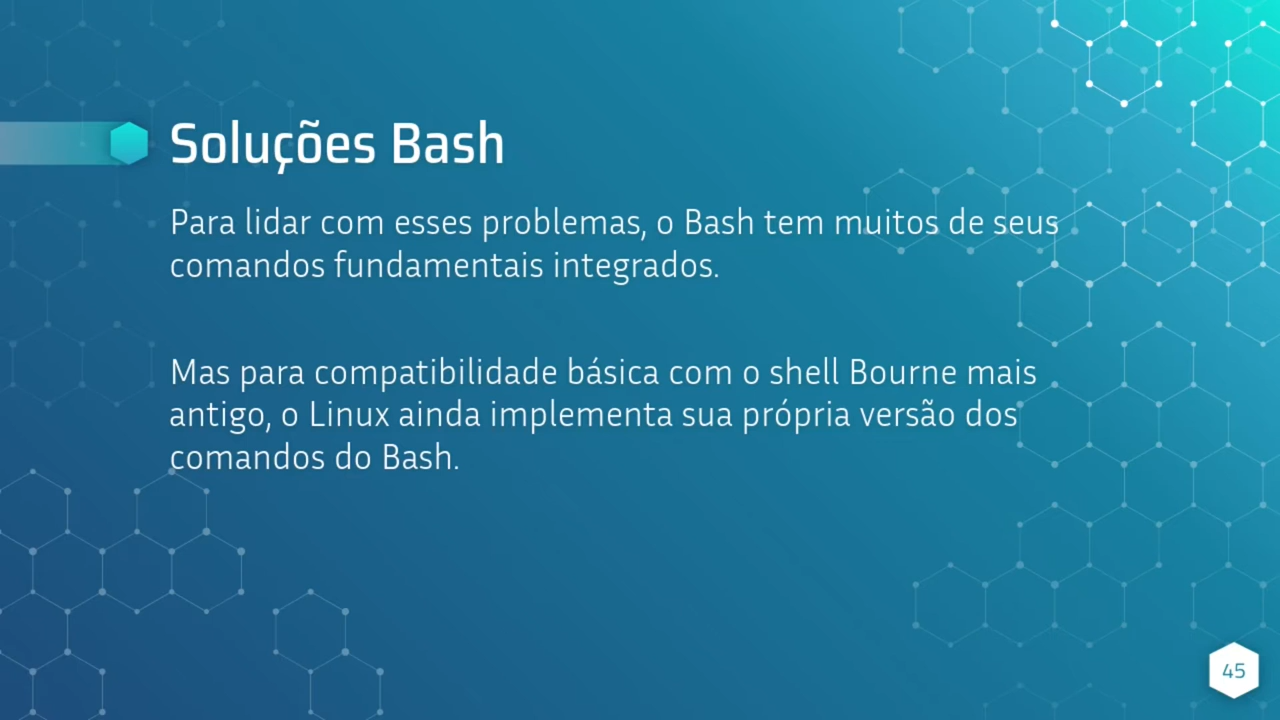 Soluções Bash
Para lidar com esses problemas, o Bash tem muitos de seus
comandos fundamentais integrados.
Mas para compatibilidade básica com o shell Bourne mais
antigo, o Linux ainda implementa sua própria versão dos
comandos do Bash.
45